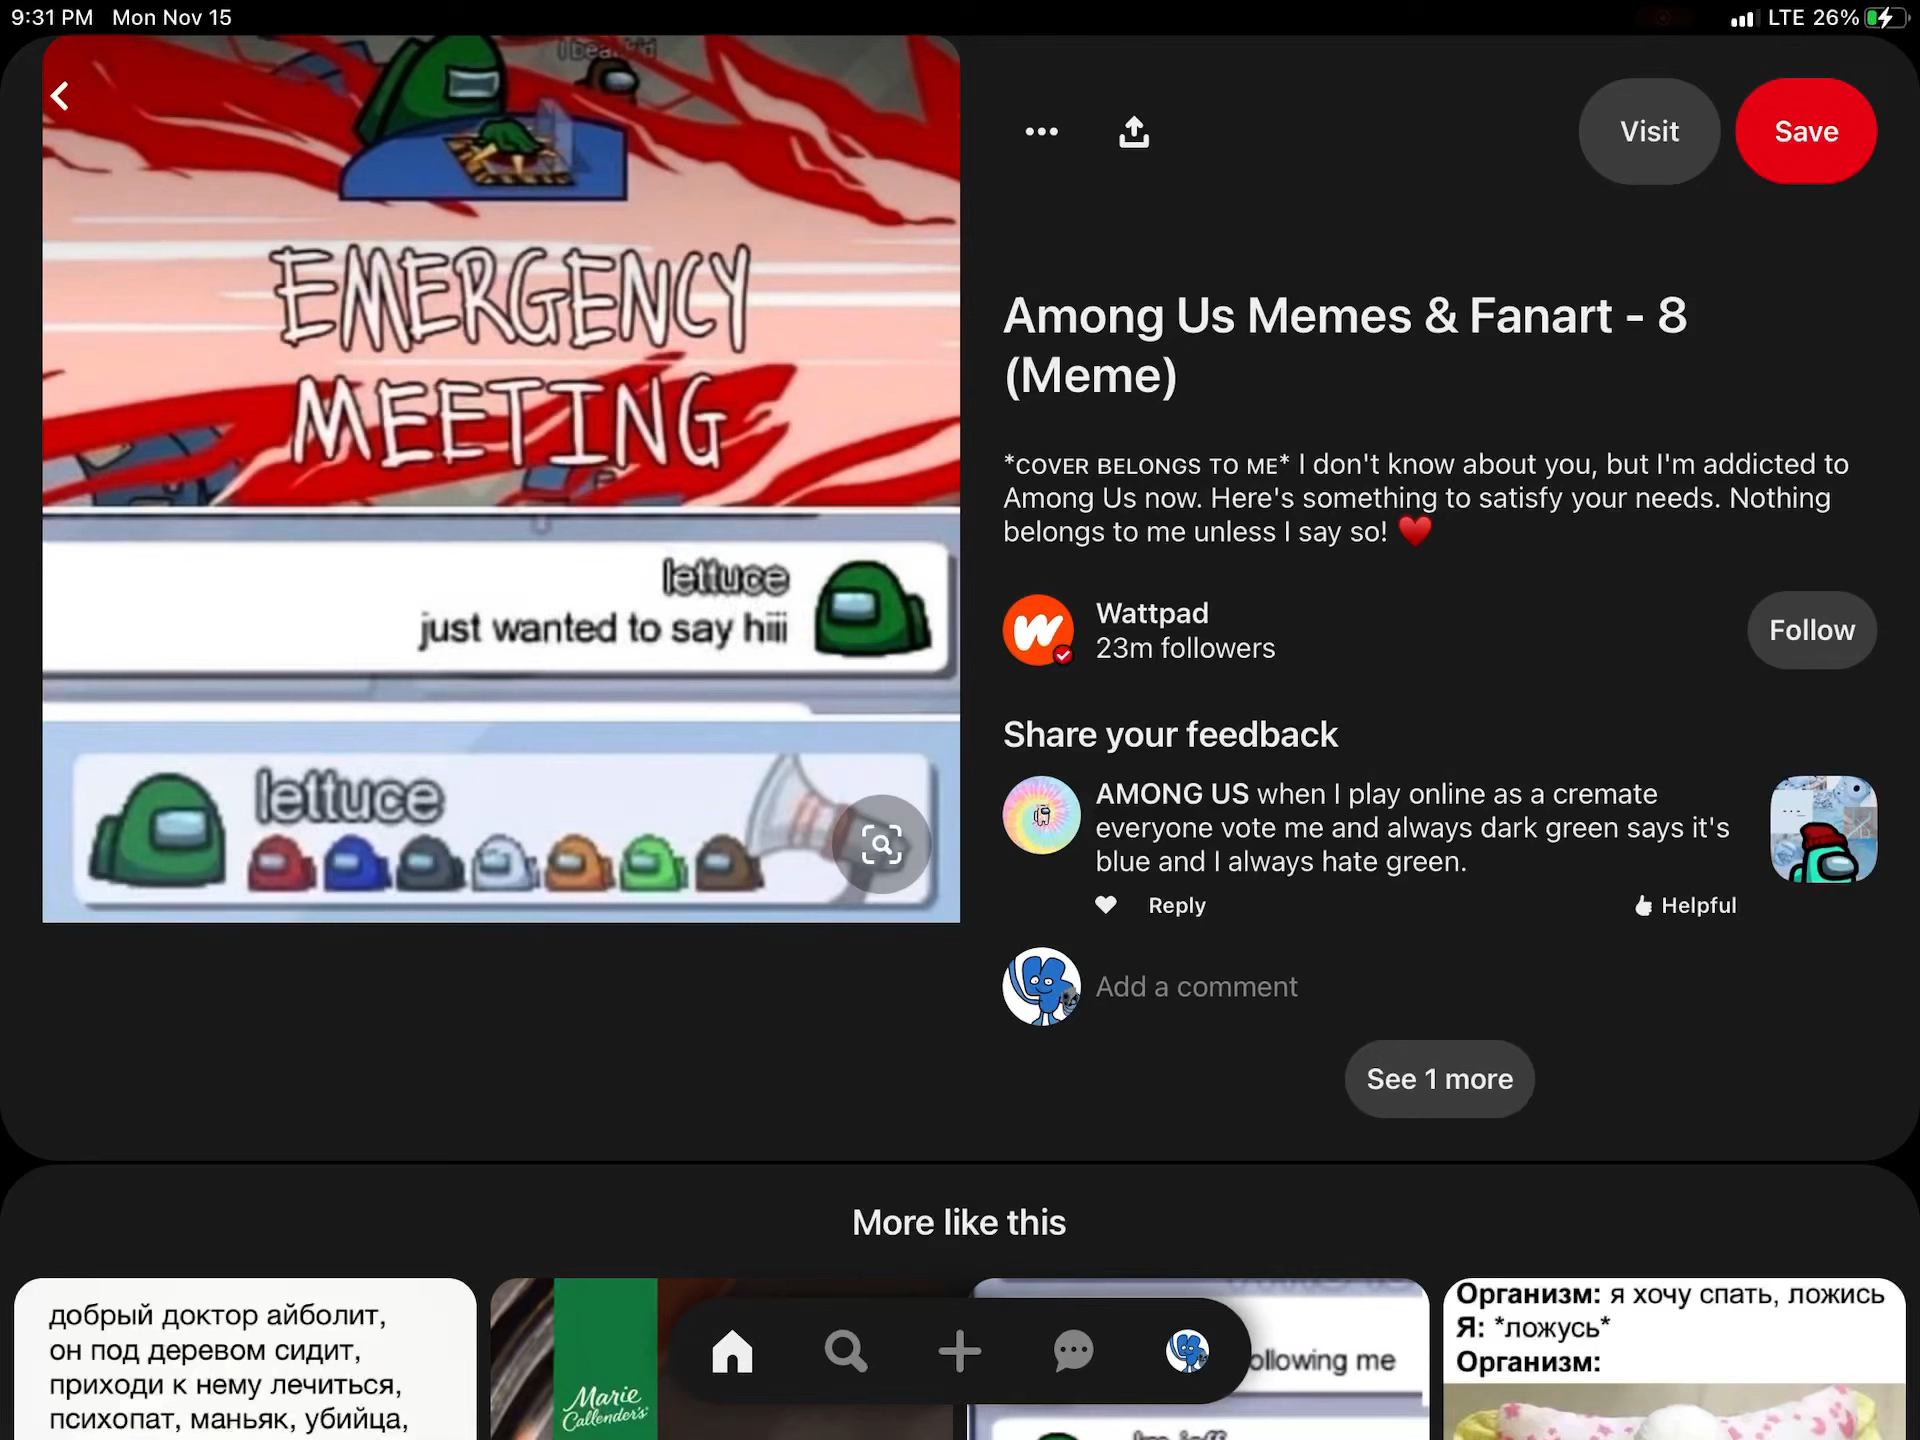 9:31 PM Mon Nov 15
LTE 26%
EMERGENCY
MEETING
lettuce
just wanted to say hiii
lettuce
Visit
Save
Among Us Memes & Fanart - 8
(Meme)
*ᴄᴏᴠᴇʀ ʙᴇʟᴏɴɢs ᴛᴏ ᴍᴇ* I don't know about you, but I'm addicted to
Among Us now. Here's something to satisfy your needs. Nothing
belongs to me unless I say so! ♥️
Wattpad
23m followers
Follow
Share your feedback
AMONG US when I play online as a cremate
everyone vote me and always dark green says it's
blue and I always hate green.
Reply
Helpful
Add a comment
See 1 more
More like this
добрый доктор айболит,
он под деревом сидит,
приходи к нему лечиться,
психопат, маньяк, убийца,
Marie
Callender's
ollowing me
Организм: я хочу спать, ложись
Я: *ложусь*
Организм: